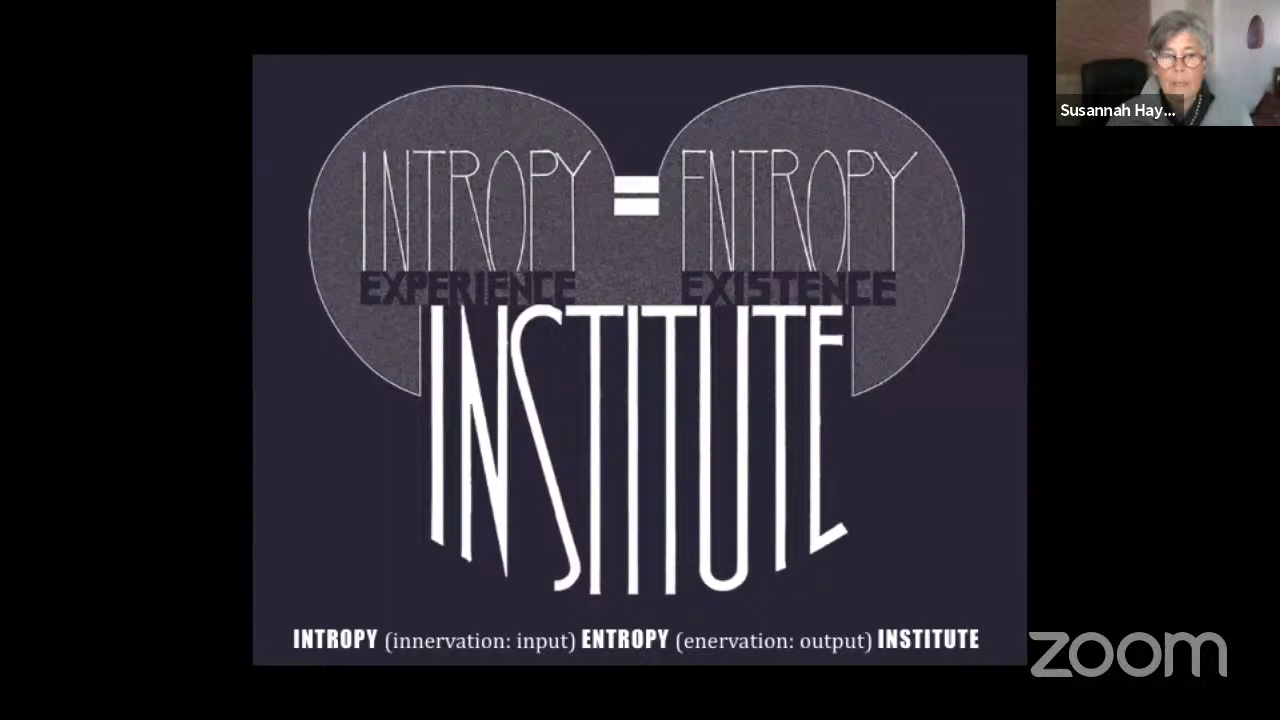 Susannah Hay...
INTROPY = ENTROPY
EXPERIENCE EXISTENCE
INSTITUTE
INTROPY (innervation: input) ENTROPY (enervation: output) INSTITUTE
zoom